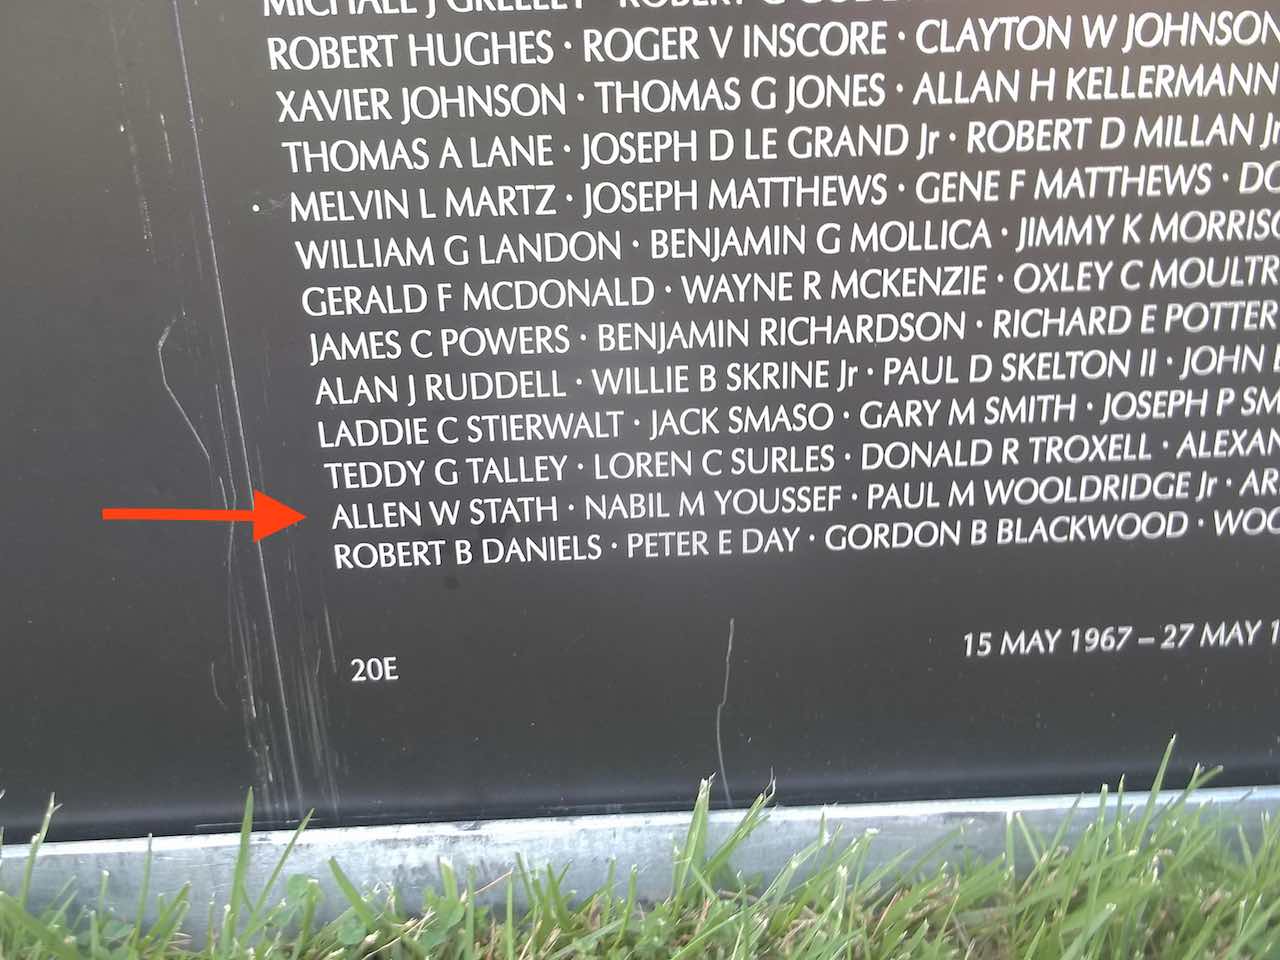 ROBERT HUGHES · ROGER V INSCORE · CLAYTON W JOHNSON
XAVIER JOHNSON · THOMAS G JONES · ALLAN H KELLERMANN
THOMAS A LANE · JOSEPH D LE GRAND Jr · ROBERT D MILLAN
MELVIN L MARTZ · JOSEPH MATTHEWS · GENE F MATTHEWS ·
WILLIAM G LANDON · BENJAMIN G MOLLICA · JIMMY K
GERALD F MCDONALD · WAYNE R MCKENZIE · OXLEY C
JAMES C POWERS · BENJAMIN RICHARDSON · RICHARD E POTTER
ALAN J RUDDELL · WILLIE B SKRINE Jr · PAUL D SKELTON II · JOHN
LADDIE C STIERWALT · JACK SMASO · GARY M SMITH · JOSEPH P
TEDDY G TALLEY · LOREN C SURLES · DONALD R TROXELL ·
ALLEN W STATH · NABIL M YOUSSEF · PAUL M WOOLDRIDGE Jr ·
ROBERT B DANIELS · PETER E DAY · GORDON B BLACKWOOD ·
20E
15 MAY 1967 – 27 MAY